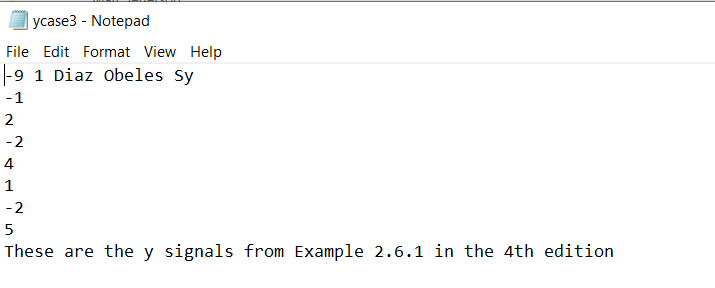 ycase3 - Notepad
File Edit Format View Help
-9 1 Diaz Obeles Sy
-1
2
-2
4
1
-2
5
These are the y signals from Example 2.6.1 in the 4th edition